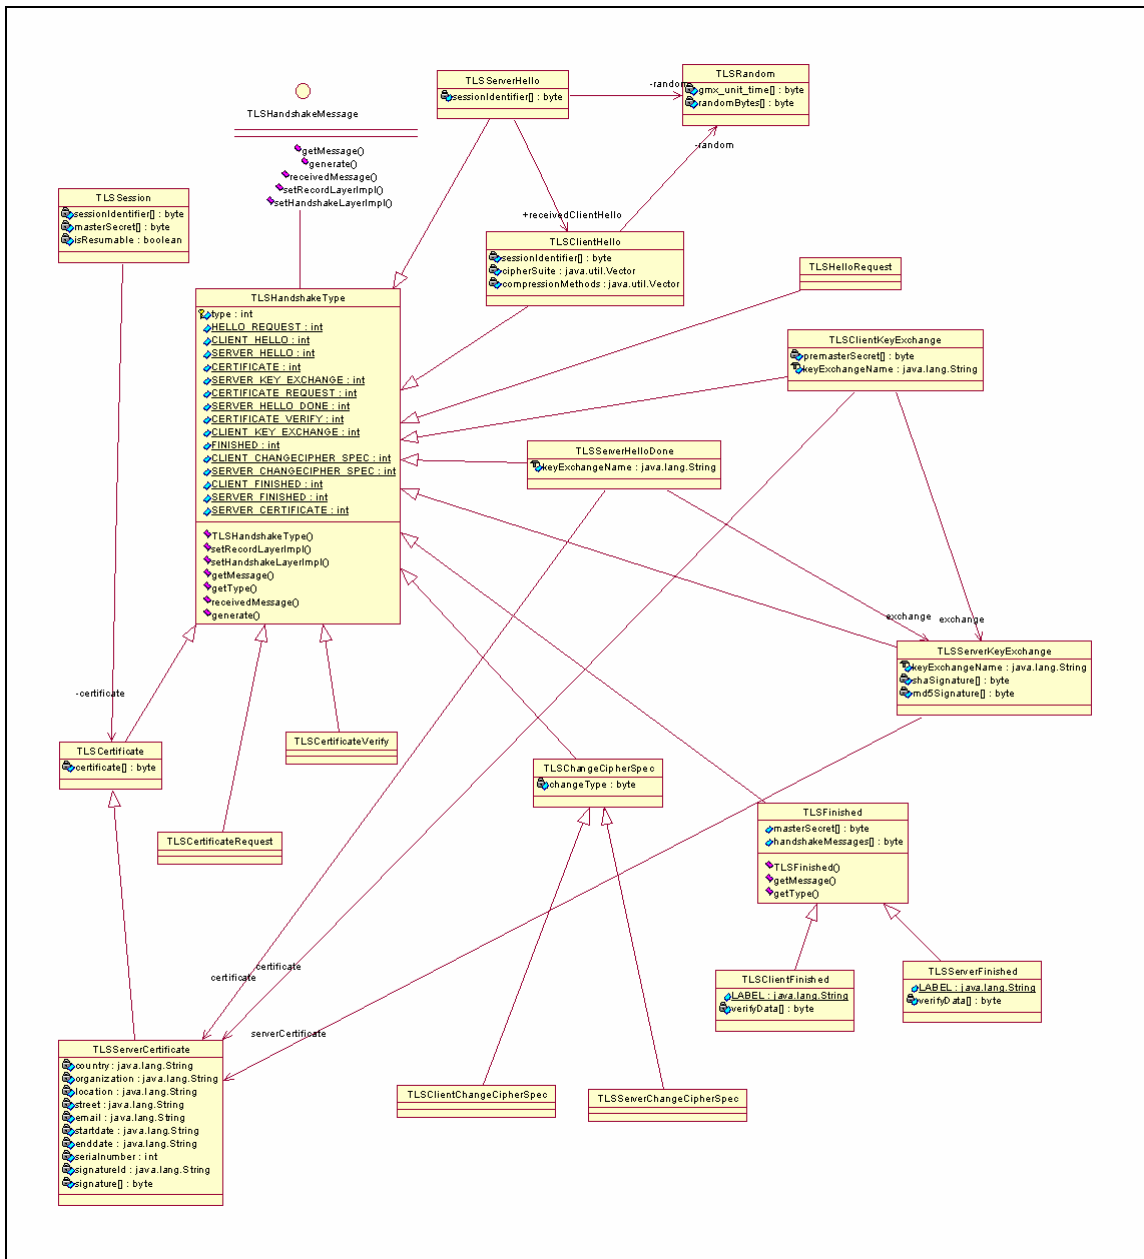 TLSServerHello
sessionIdentifier[] : byte
-random
TLSRandom
gmx_unit_time[] : byte
randomBytes[] : byte
-random
TLSHandshakeMessage
getMessage()
generate()
receivedMessage()
setRecordLayerImpl()
setHandshakeLayerImpl()
TLSSession
sessionIdentifier[] : byte
masterSecret[] : byte
isResumable : boolean
+receivedClientHello
TLSClientHello
sessionIdentifier[] : byte
cipherSuite : java.util.Vector
compressionMethods : java.util.Vector
TLSHelloRequest
TLSHandshakeType
type : int
HELLO_REQUEST : int
CLIENT_HELLO : int
SERVER_HELLO : int
CERTIFICATE : int
SERVER_KEY_EXCHANGE : int
CERTIFICATE_REQUEST : int
SERVER_HELLO_DONE : int
CERTIFICATE_VERIFY : int
CLIENT_KEY_EXCHANGE : int
FINISHED : int
CLIENT_CHANGECIPHER_SPEC : int
SERVER_CHANGECIPHER_SPEC : int
CLIENT_FINISHED : int
SERVER_FINISHED : int
SERVER_CERTIFICATE : int
TLSHandshakeType()
setRecordLayerImpl()
setHandshakeLayerImpl()
getMessage()
getType()
receivedMessage()
generate()
TLSClientKeyExchange
premasterSecret[] : byte
keyExchangeName : java.lang.String
TLSServerHelloDone
keyExchangeName : java.lang.String
exchange
exchange
TLSServerKeyExchange
keyExchangeName : java.lang.String
shaSignature[] : byte
md5Signature[] : byte
-certificate
TLSCertificate
certificate[] : byte
TLSCertificateVerify
TLSCertificateRequest
TLSChangeCipherSpec
changeType : byte
TLSFinished
masterSecret[] : byte
handshakeMessages[] : byte
TLSFinished()
getMessage()
getType()
certificate
certificate
serverCertificate
TLSClientFinished
LABEL : java.lang.String
verifyData[] : byte
TLSServerFinished
LABEL : java.lang.String
verifyData[] : byte
TLSServerCertificate
country : java.lang.String
organization : java.lang.String
location : java.lang.String
street : java.lang.String
email : java.lang.String
startdate : java.lang.String
enddate : java.lang.String
serialnumber : int
signatureId : java.lang.String
signature[] : byte
TLSClientChangeCipherSpec
TLSServerChangeCipherSpec